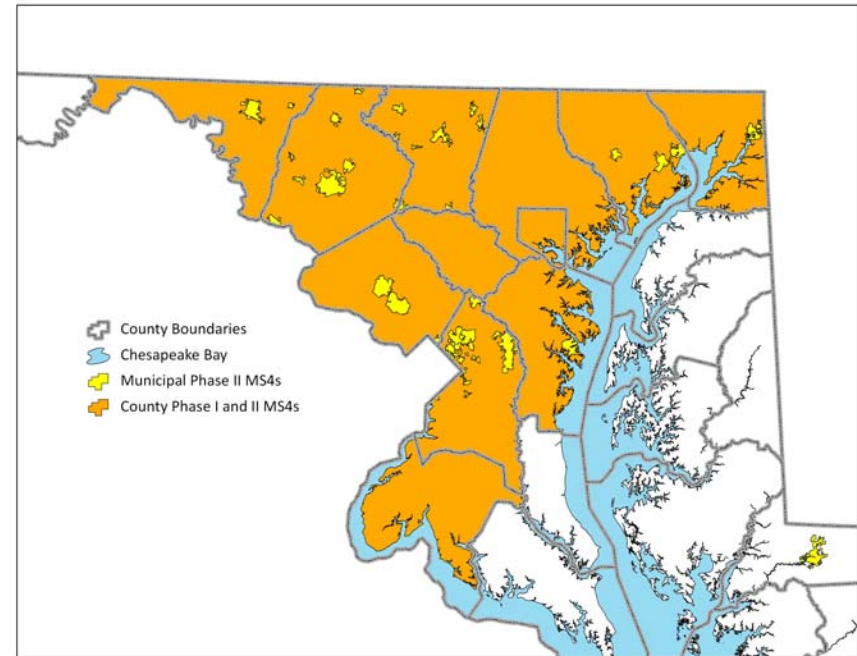 County Boundaries
Chesapeake Bay
Municipal Phase II MS4s
County Phase I and II MS4s